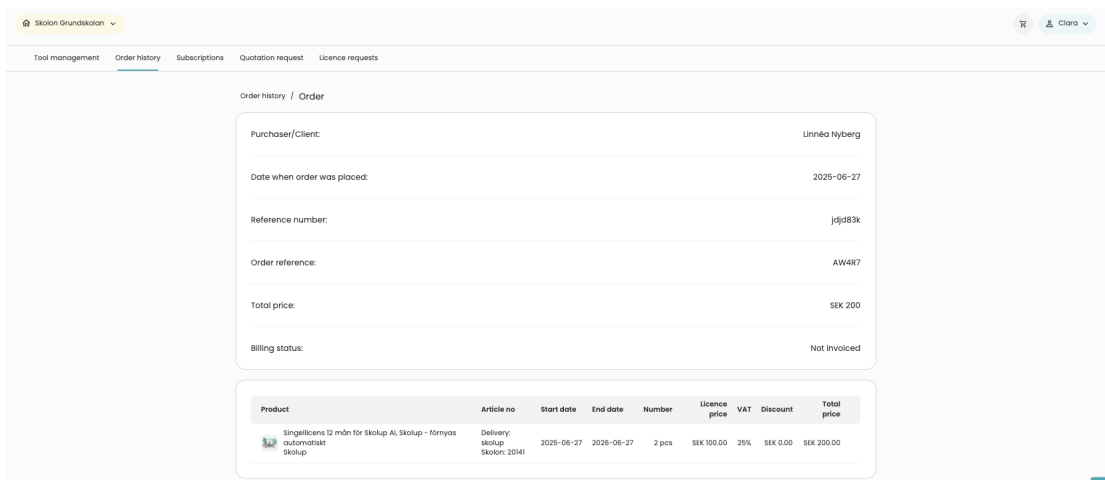 Skolon Grundskolan
Clara
Tool management Order history Subscriptions Quotation request Licence requests
Order history / Order
Purchaser/Client: Linnéa Nyberg
Date when order was placed: 2025-06-27
Reference number: jdjd83k
Order reference: AW4R7
Total price: SEK 200
Billing status: Not invoiced
Product Article no Start date End date Number Licence price VAT Discount Total price
Singellicens 12 mån för Skolup AI, Skolup - förnyas
automatiskt
Skolup
Delivery:
skolup
Skolon: 20141
2025-06-27 2026-06-27 2 pcs SEK 100.00 25% SEK 0.00 SEK 200.00